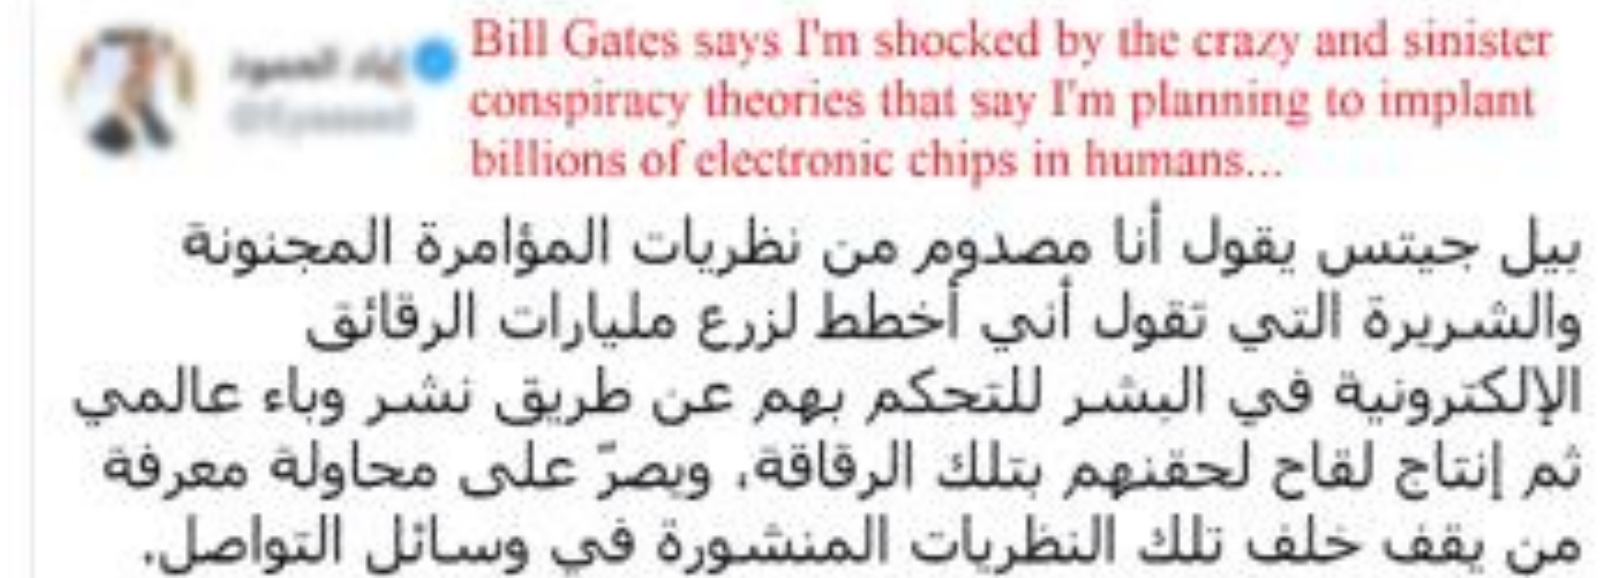 Bill Gates says I'm shocked by the crazy and sinister
conspiracy theories that say I'm planning to implant
billions of electronic chips in humans...
بيل جيتس يقول أنا مصدوم من نظريات المؤامرة المجنونة
والشريرة التي تقول أني أخطط لزرع مليارات الرقائق
الإلكترونية في البشر للتحكم بهم عن طريق نشر وباء عالمي
ثم إنتاج لقاح لحقنهم بتلك الرقاقة، ويصرّ على محاولة معرفة
من يقف خلف تلك النظريات المنشورة في وسائل التواصل.